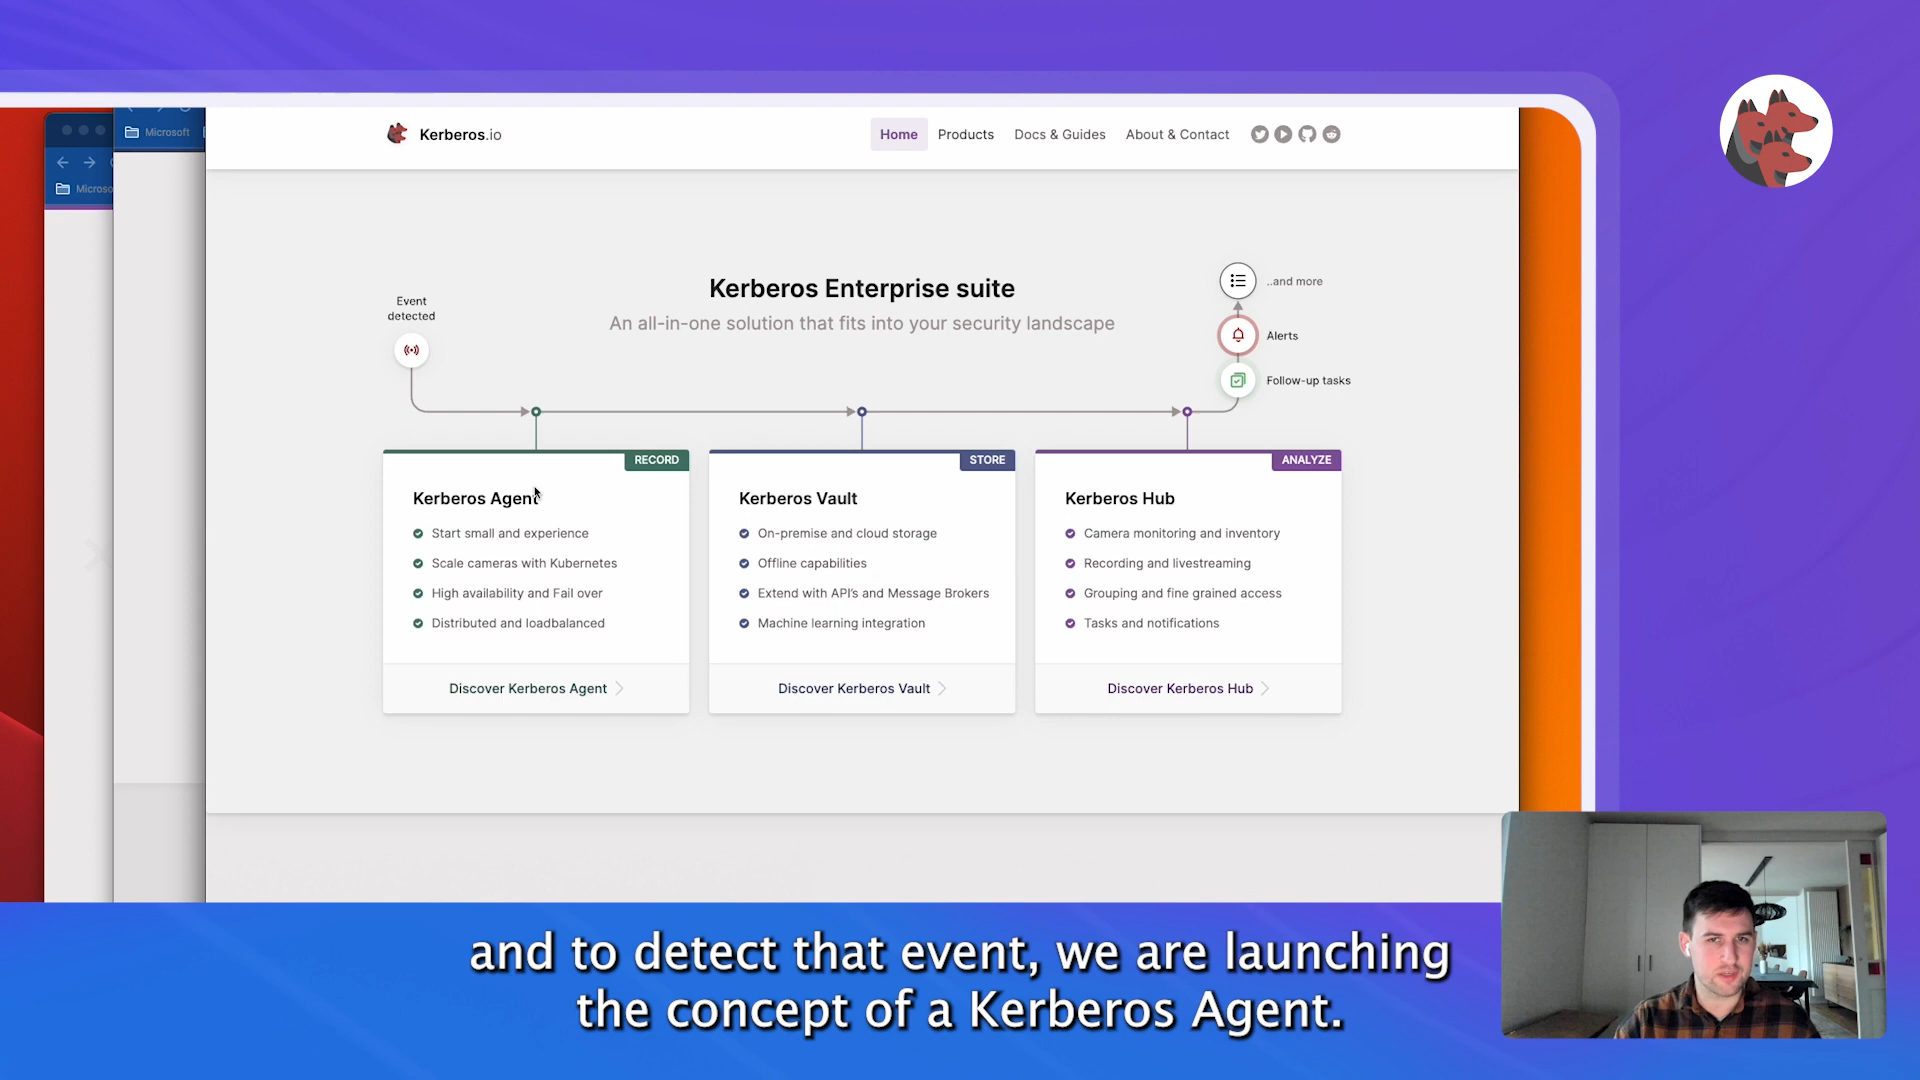 Microsoft
Microso
Kerberos.io
Home
Products
Docs & Guides
About & Contact
Event
detected
Kerberos Enterprise suite
An all-in-one solution that fits into your security landscape
..and more
Alerts
Follow-up tasks
RECORD
Kerberos Agent
Start small and experience
Scale cameras with Kubernetes
High availability and Fail over
Distributed and loadbalanced
Discover Kerberos Agent
STORE
Kerberos Vault
On-premise and cloud storage
Offline capabilities
Extend with API's and Message Brokers
Machine learning integration
Discover Kerberos Vault
ANALYZE
Kerberos Hub
Camera monitoring and inventory
Recording and livestreaming
Grouping and fine grained access
Tasks and notifications
Discover Kerberos Hub
and to detect that event, we are launching
the concept of a Kerberos Agent.